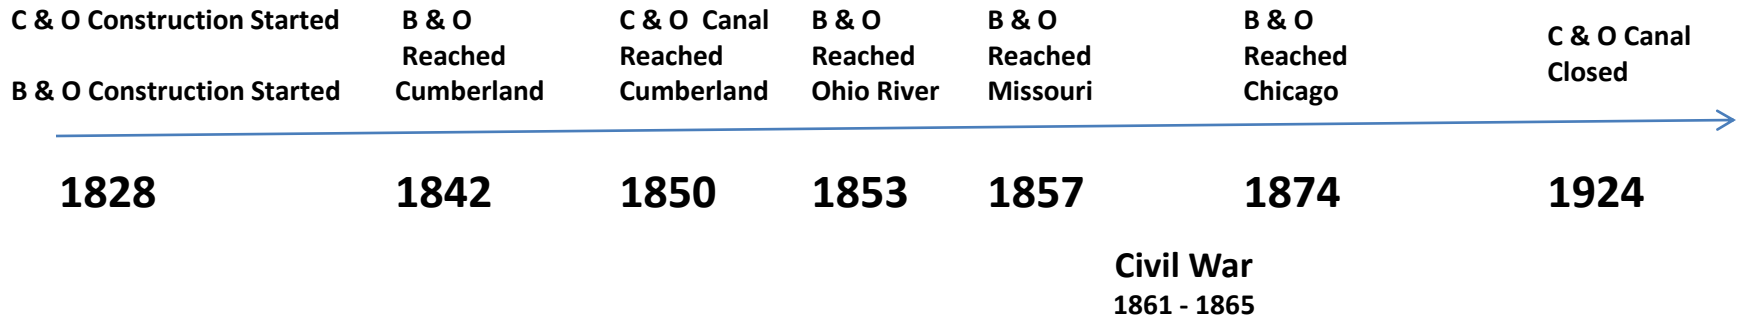 C & O Construction Started
B & O Construction Started
B & O
Reached
Cumberland
C & O Canal
Reached
Cumberland
B & O
Reached
Ohio River
B & O
Reached
Missouri
B & O
Reached
Chicago
C & O Canal
Closed
1828
1842
1850
1853
1857
1874
1924
Civil War
1861 - 1865